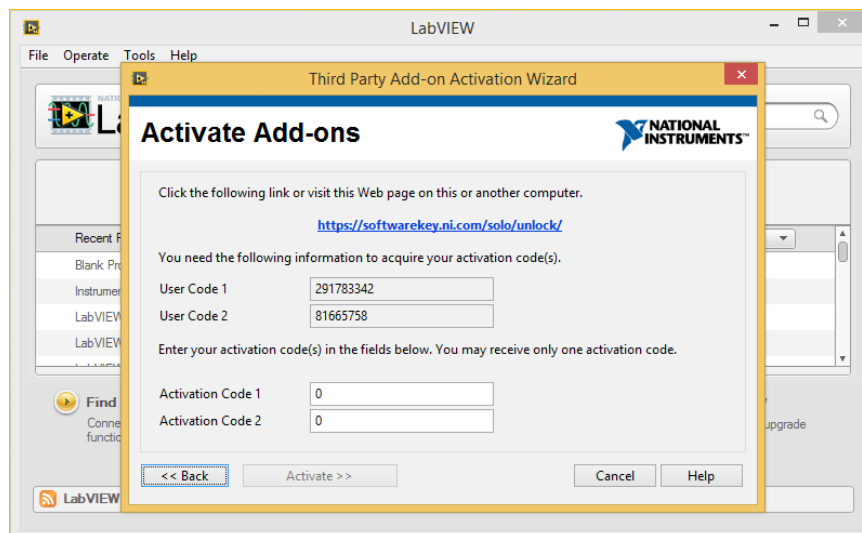 LabVIEW
File Operate Tools Help
Third Party Add-on Activation Wizard
NATIO
La
Activate Add-ons
NATIONAL
INSTRUMENTS™
Click the following link or visit this Web page on this or another computer.
https://softwarekey.ni.com/solo/unlock/
Recent F
You need the following information to acquire your activation code(s).
Blank Pro
User Code 1 291783342
Instrumen
User Code 2 81665758
LabVIEW
LabVIEW
Enter your activation code(s) in the fields below. You may receive only one activation code.
Activation Code 1 0
Find
Activation Code 2 0
Conne
functio
upgrade
<< Back Activate >> Cancel Help
LabVIEW